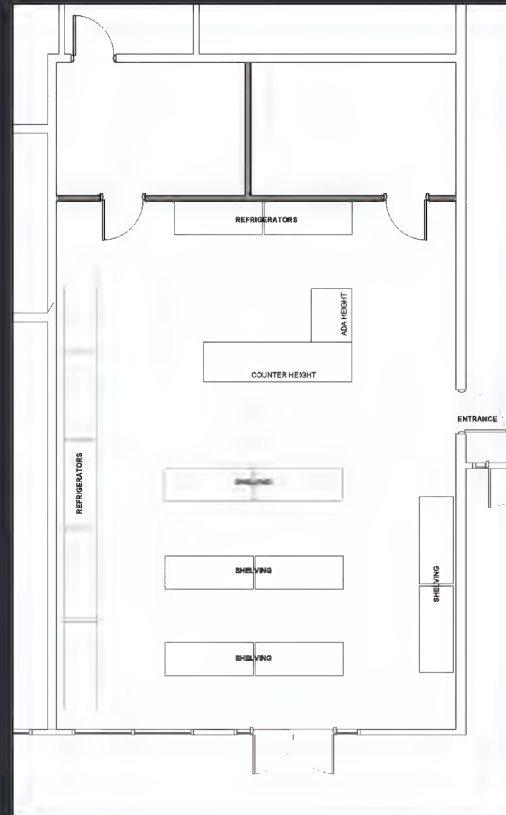 REFRIGERATORS
ADA HEIGHT
COUNTER HEIGHT
ENTRANCE
REFRIGERATORS
SHELVING
SHELVING
SHELVING
SHELVING